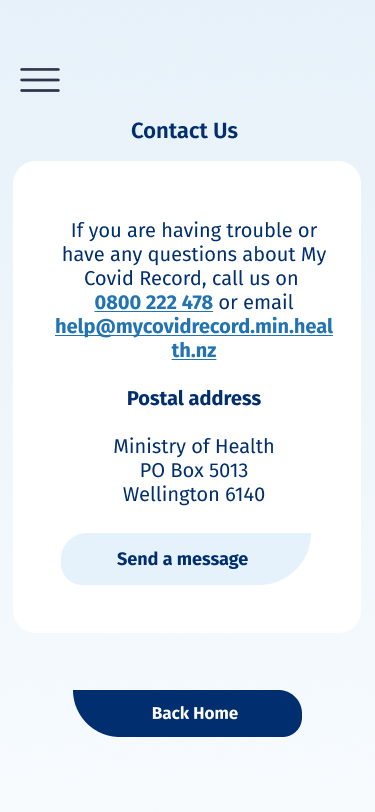 Contact Us
If you are having trouble or
have any questions about My
Covid Record, call us on
0800 222 478 or email
help@mycovidrecord.min.heal
th.nz
Postal address
Ministry of Health
PO Box 5013
Wellington 6140
Send a message
Back Home